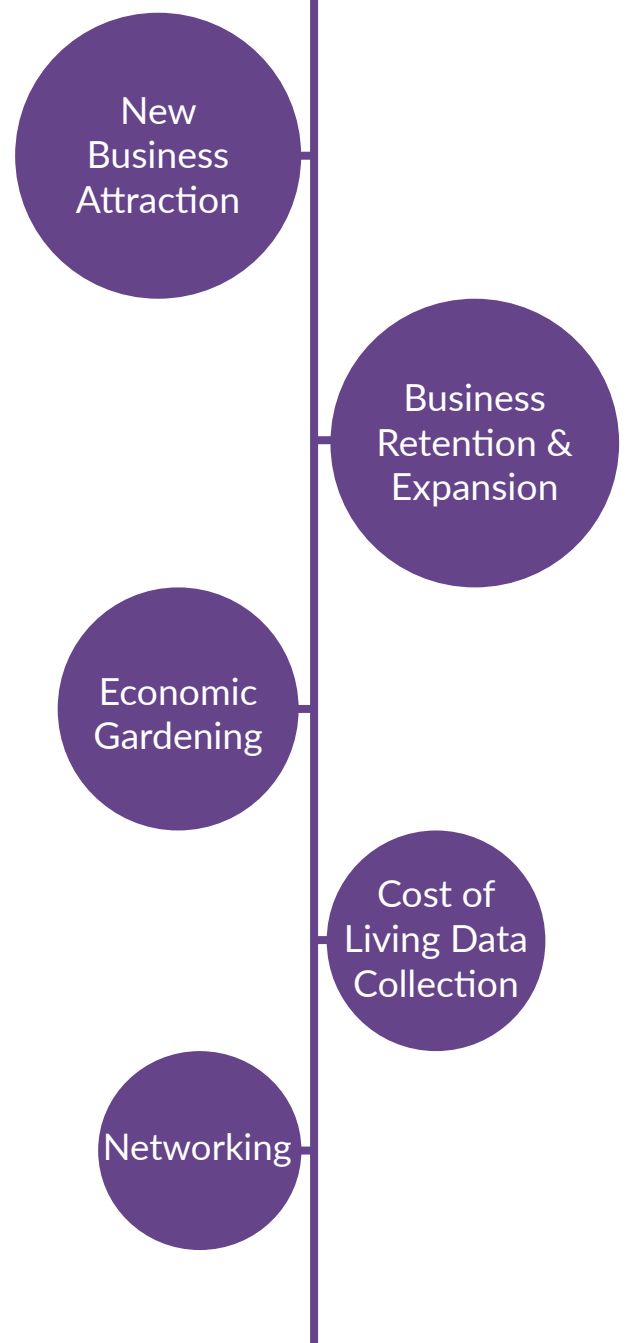 New
Business
Attraction
Business
Retention &
Expansion
Economic
Gardening
Cost of
Living Data
Collection
Networking